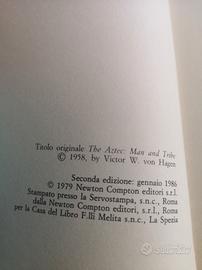 Titolo originale The Aztec: Man and Tribe
© 1958, by Victor W. von Hagen
Seconda edizione: gennaio 1986
© 1979 Newton Compton editori s.r.l.
Stampato presso la Servostampa, s.n.c., Roma
dalla Newton Compton editori, s.r.l., Roma
per la Casa del Libro F.lli Melita s.n.c., La Spezia
subito